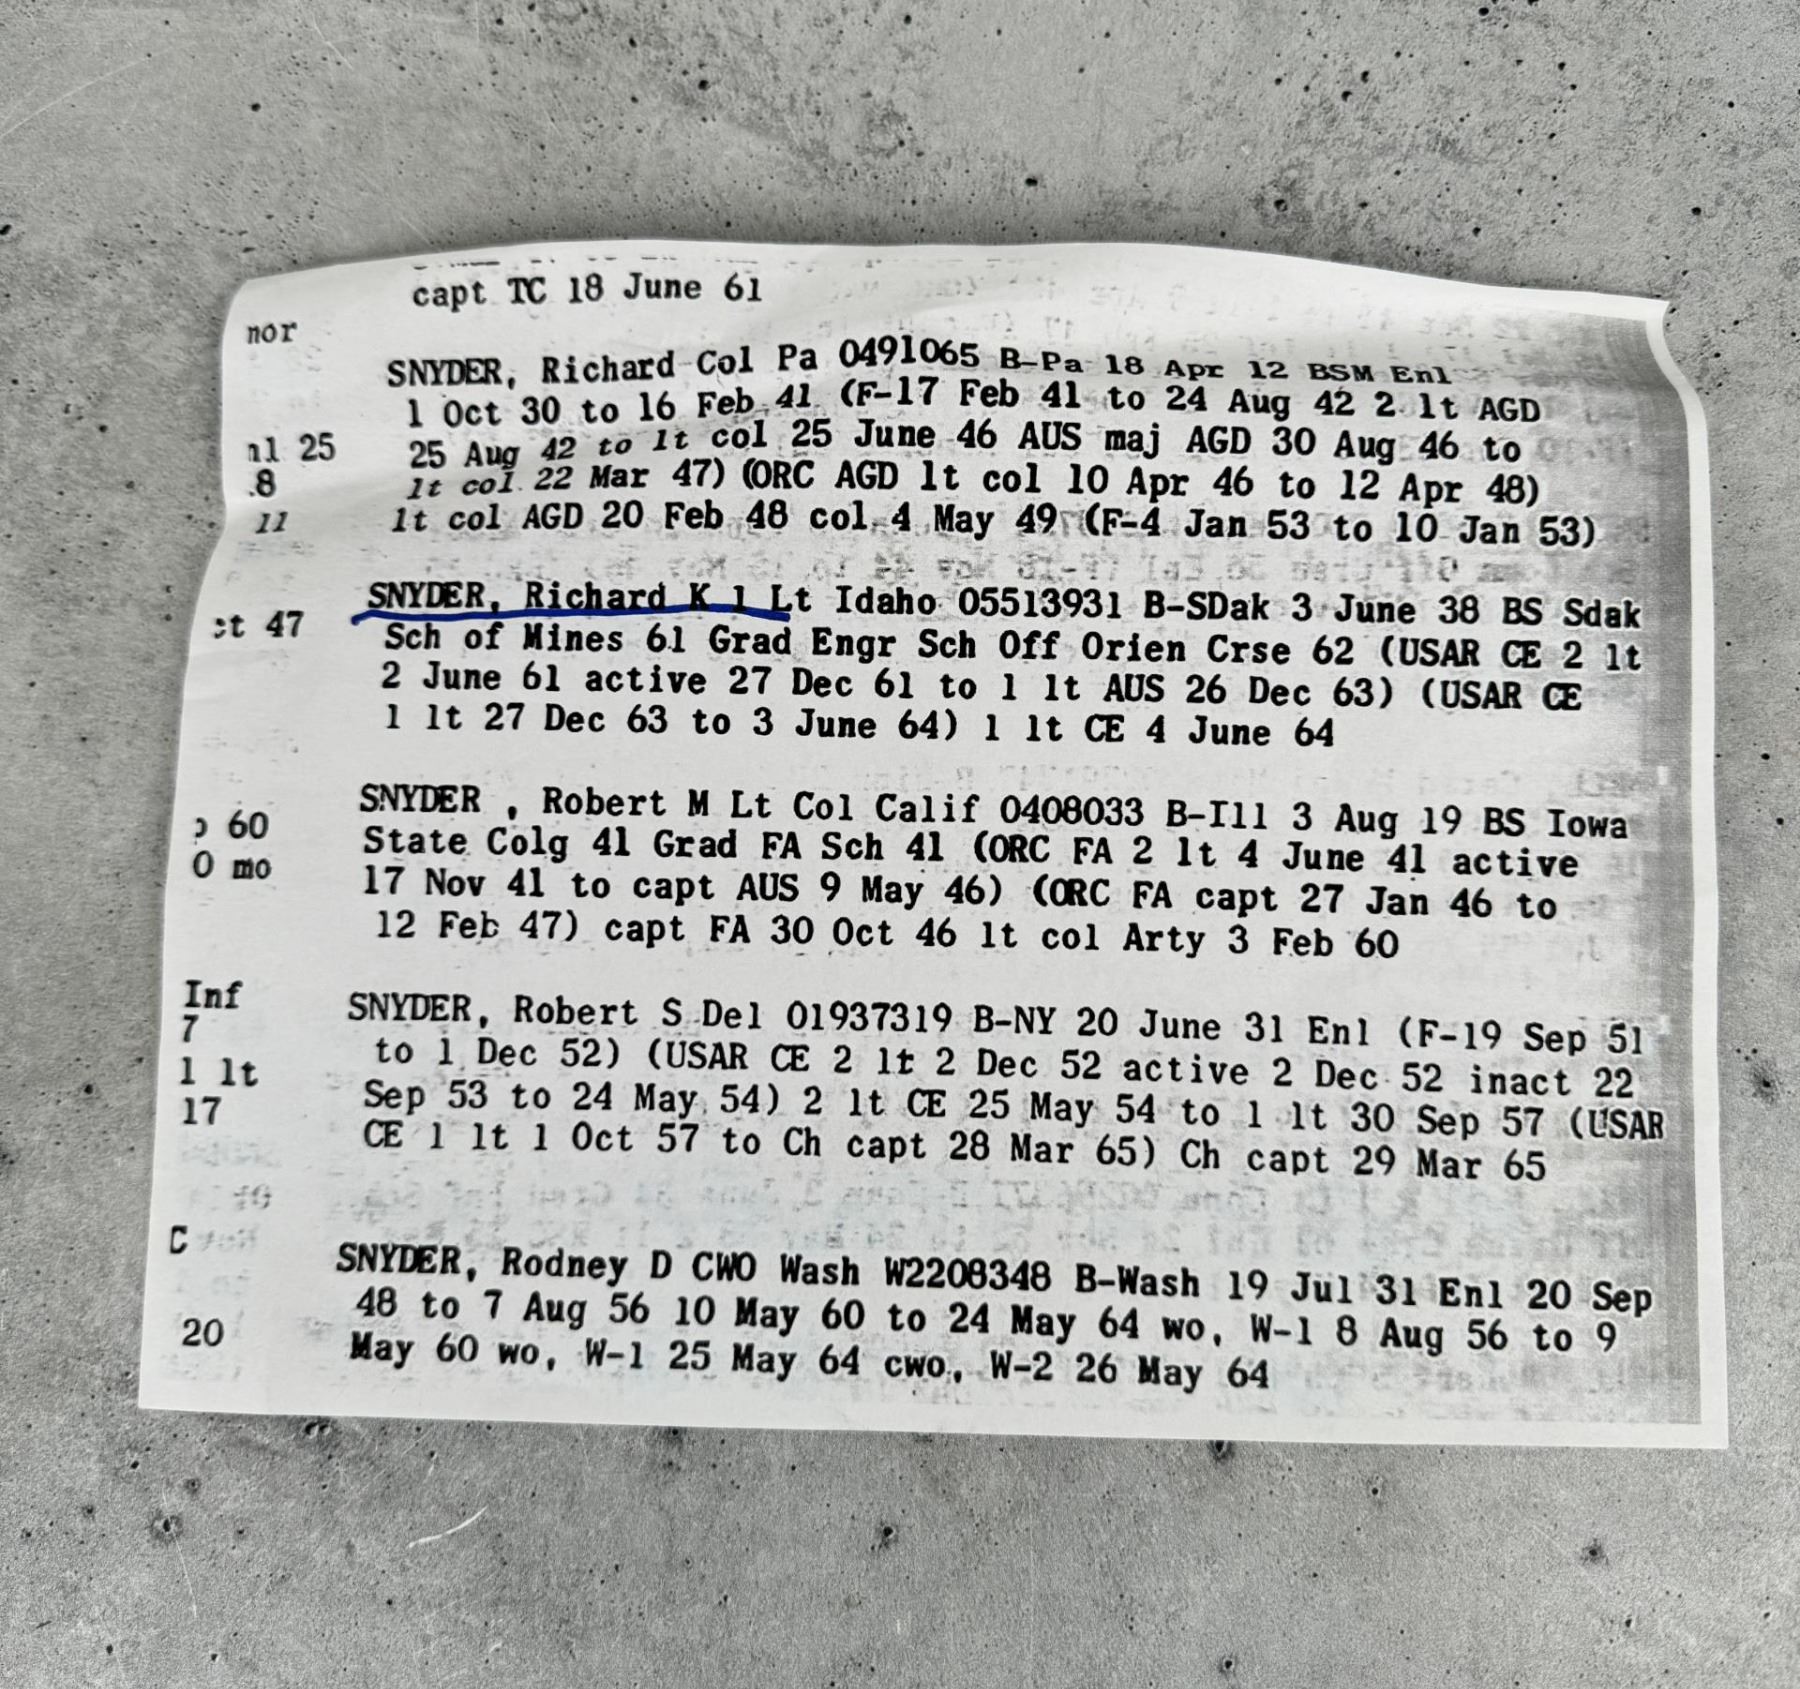 capt TC 18 June 61
nor
SNYDER, Richard Col Pa 0491065 B-Pa 18 Apr 12 BSM Enl
1 Oct 30 to 16 Feb 41 (F-17 Feb 41 to 24 Aug 42 2 lt AGD
25 Aug 42 to lt col 25 June 46 AUS maj AGD 30 Aug 46 to
lt col 22 Mar 47) (ORC AGD lt col 10 Apr 46 to 12 Apr 48)
lt col AGD 20 Feb 48 col 4 May 49 (F-4 Jan 53 to 10 Jan 53)
25
8
11
SNYDER, Richard K 1 Lt Idaho 05513931 B-SDak 3 June 38 BS Sdak
Sch of Mines 61 Grad Engr Sch Off Orien Crse 62 (USAR CE 2 lt
2 June 61 active 27 Dec 61 to 1 lt AUS 26 Dec 63) (USAR CE
1 lt 27 Dec 63 to 3 June 64) 1 lt CE 4 June 64
47
SNYDER , Robert M Lt Col Calif 0408033 B-Ill 3 Aug 19 BS Iowa
State Colg 41 Grad FA Sch 41 (ORC FA 2 lt 4 June 41 active
17 Nov 41 to capt AUS 9 May 46) (ORC FA capt 27 Jan 46 to
12 Feb 47) capt FA 30 Oct 46 lt col Arty 3 Feb 60
60
0 mo
SNYDER, Robert S Del 01937319 B-NY 20 June 31 Enl (F-19 Sep 51
to 1 Dec 52) (USAR CE 2 lt 2 Dec 52 active 2 Dec 52 inact 22
Sep 53 to 24 May 54) 2 lt CE 25 May 54 to 1 lt 30 Sep 57 (USAR
CE 1 lt 1 Oct 57 to Ch capt 28 Mar 65) Ch capt 29 Mar 65
Inf
7
1 lt
17
C
SNYDER, Rodney D CWO Wash W2208348 B-Wash 19 Jul 31 Enl 20 Sep
48 to 7 Aug 56 10 May 60 to 24 May 64 wo, W-1 8 Aug 56 to 9
May 60 wo, W-1 25 May 64 cwo, W-2 26 May 64
20